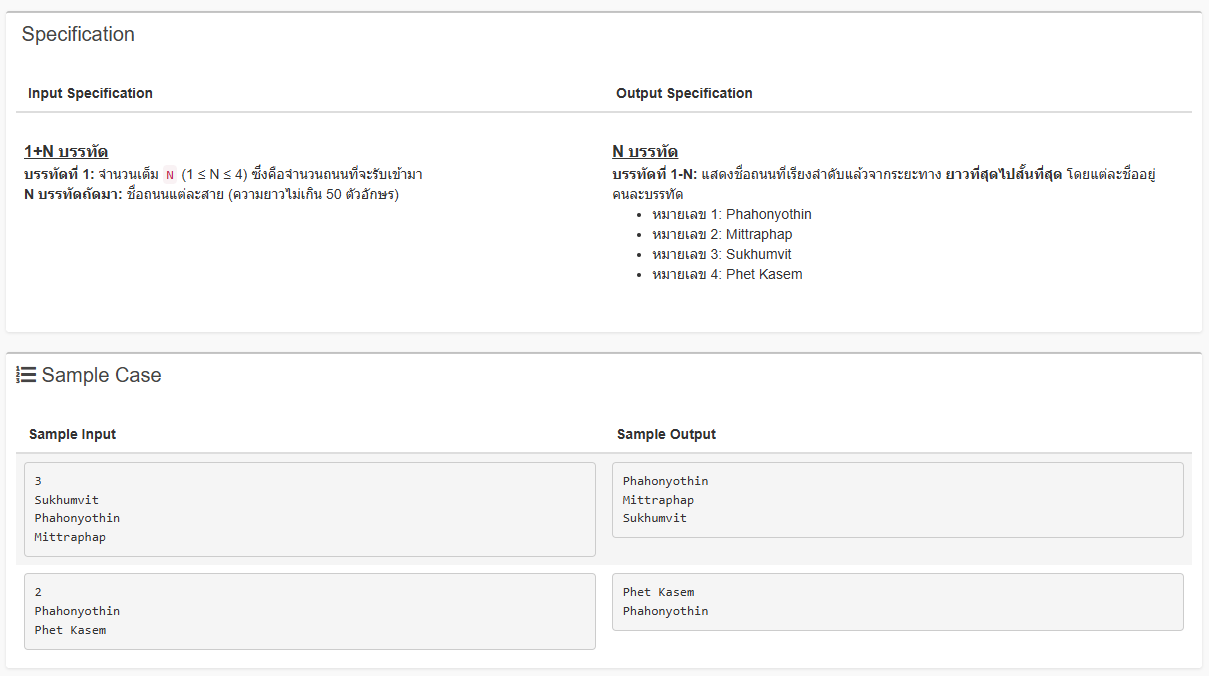 Specification
Input Specification
Output Specification
1+N บรรทัด
บรรทัดที่ 1: จำนวนเต็ม N (1 ≤ N ≤ 4) ซึ่งคือจำนวนถนนที่จะรับเข้ามา
N บรรทัดถัดมา: ชื่อถนนแต่ละสาย (ความยาวไม่เกิน 50 ตัวอักษร)
N บรรทัด
บรรทัดที่ 1-N: แสดงชื่อถนนที่เรียงลำดับแล้วจากระยะทาง ยาวที่สุดไปสั้นที่สุด โดยแต่ละชื่ออยู่
คนละบรรทัด
• หมายเลข 1: Phahonyothin
• หมายเลข 2: Mittraphap
• หมายเลข 3: Sukhumvit
• หมายเลข 4: Phet Kasem
Sample Case
Sample Input
Sample Output
3
Sukhumvit
Phahonyothin
Mittraphap
Phahonyothin
Mittraphap
Sukhumvit
2
Phahonyothin
Phet Kasem
Phet Kasem
Phahonyothin